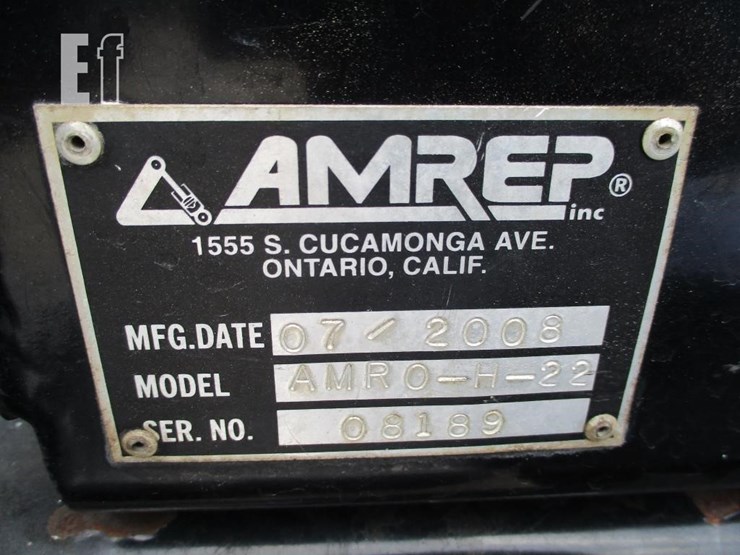 Ef
AMREP® inc
1555 S. CUCAMONGA AVE.
ONTARIO, CALIF.
MFG.DATE 07/2008
MODEL AMRO-H-22
SER. NO. 08189